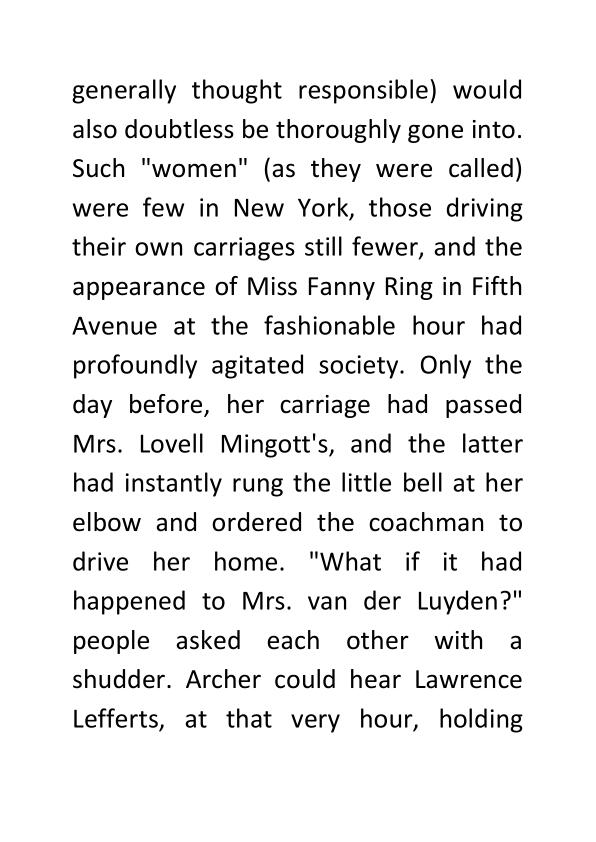 generally thought responsible) would
also doubtless be thoroughly gone into.
Such "women" (as they were called)
were few in New York, those driving
their own carriages still fewer, and the
appearance of Miss Fanny Ring in Fifth
Avenue at the fashionable hour had
profoundly agitated society. Only the
day before, her carriage had passed
Mrs. Lovell Mingott's, and the latter
had instantly rung the little bell at her
elbow and ordered the coachman to
drive her home. "What if it had
happened to Mrs. van der Luyden?"
people asked each other with a
shudder. Archer could hear Lawrence
Lefferts, at that very hour, holding